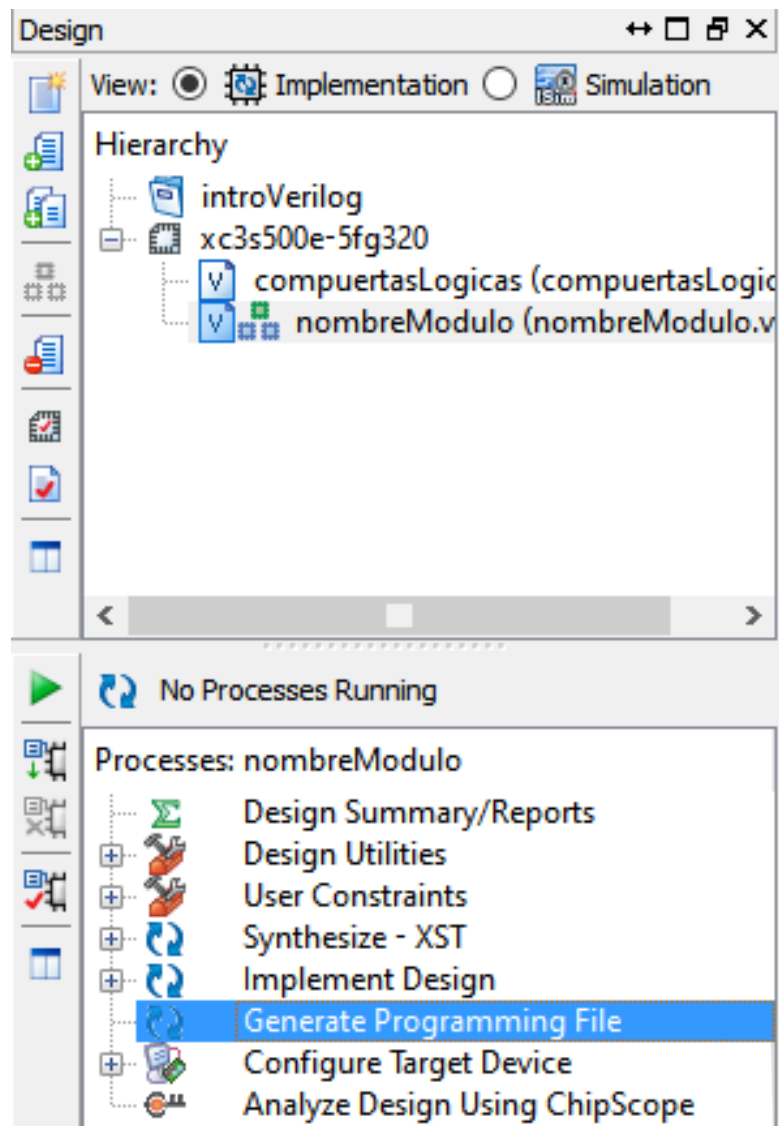 Design
View: Implementation Simulation
Hierarchy
introVerilog
xc3s500e-5fg320
V compuertasLogicas (compuertasLogic
V nombreModulo (nombreModulo.v
No Processes Running
Processes: nombreModulo
Design Summary/Reports
Design Utilities
User Constraints
Synthesize - XST
Implement Design
Generate Programming File
Configure Target Device
Analyze Design Using ChipScope